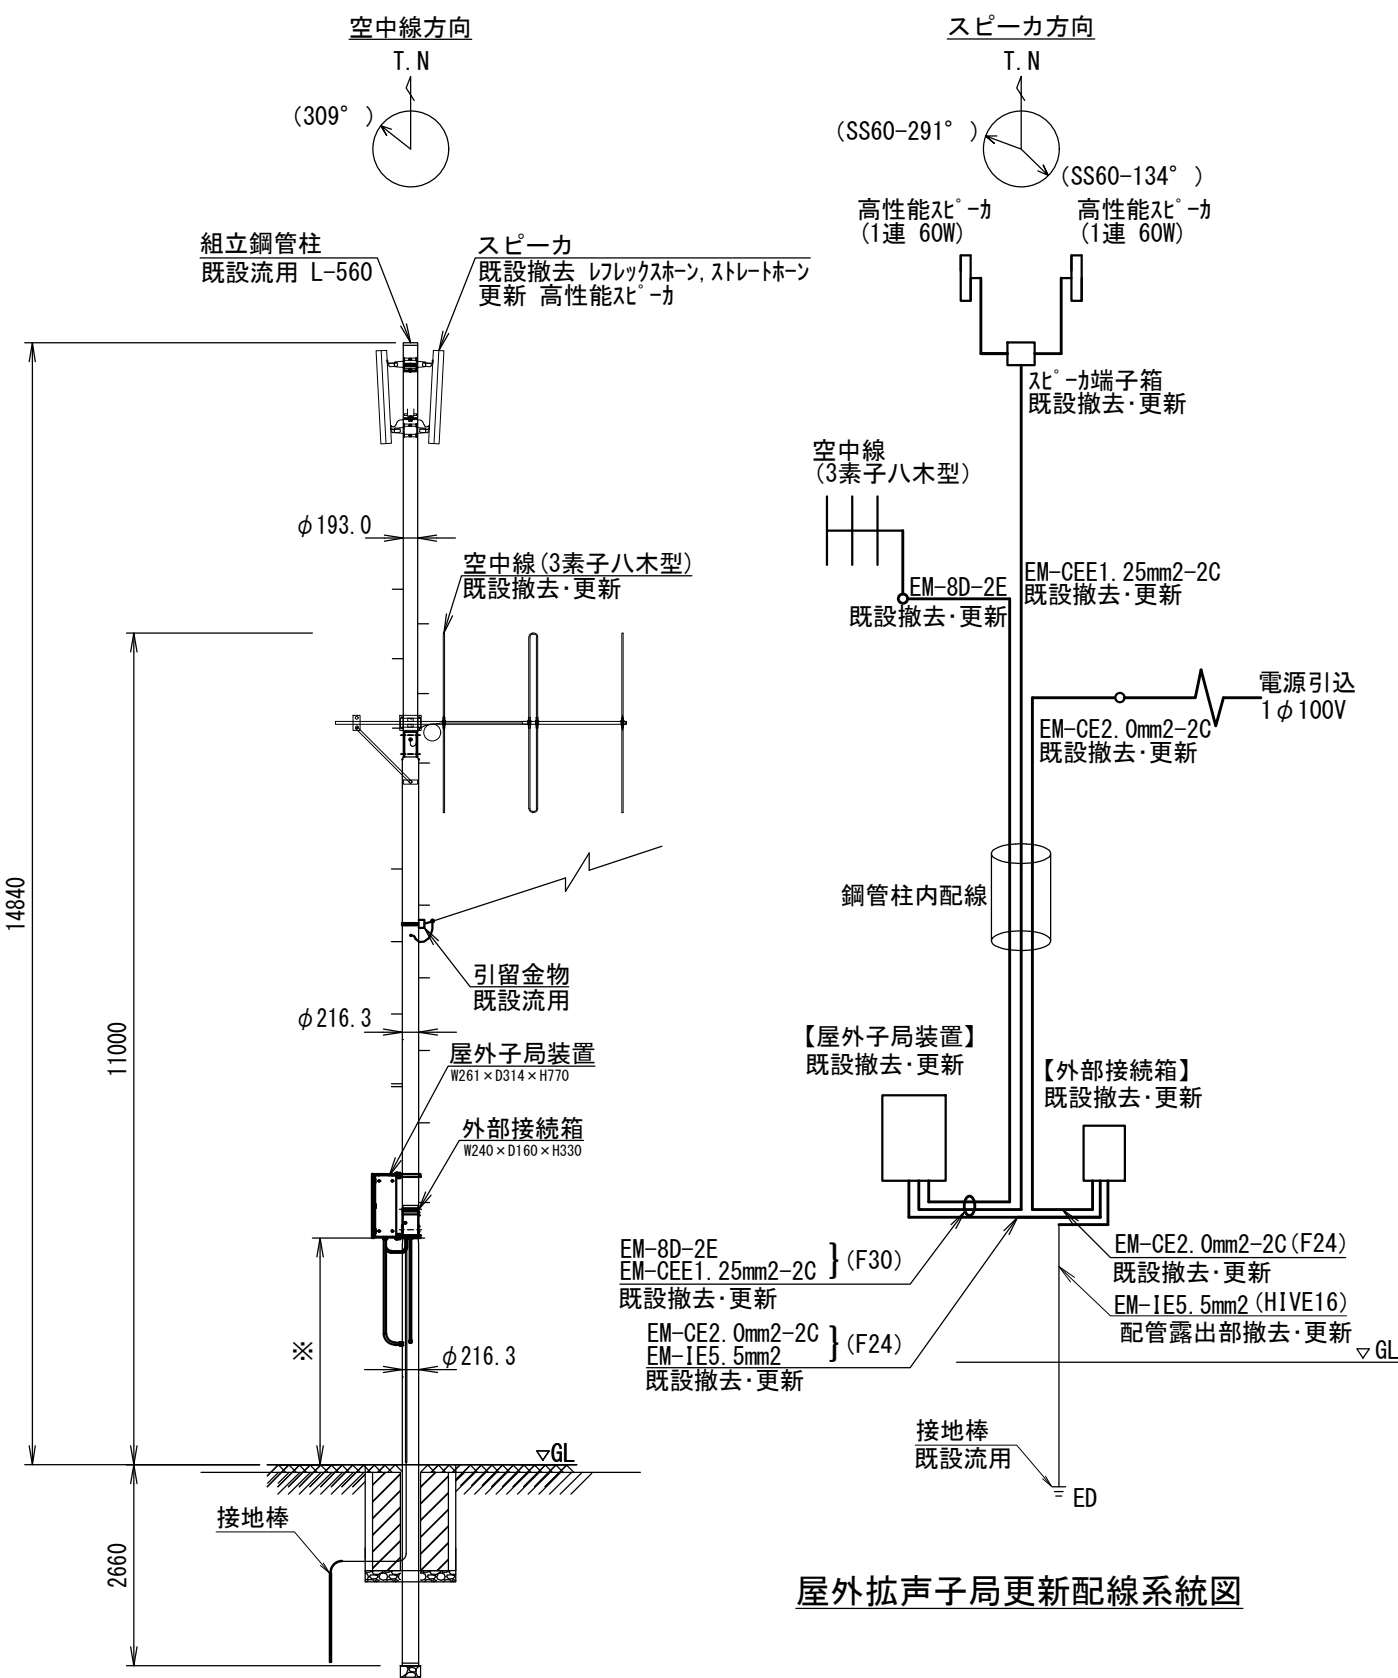 空中線方向
T.N
(309°)
スピーカ方向
T.N
(SS60-291°)
(SS60-134°)
高性能ｽﾋﾟｰｶ
(1連 60W)
高性能ｽﾋﾟｰｶ
(1連 60W)
組立鋼管柱
既設流用 L-560
スピーカ
既設撤去 ﾚﾌﾚｯｸｽﾎｰﾝ,ｽﾄﾚｰﾄﾎｰﾝ
更新 高性能ｽﾋﾟｰｶ
ｽﾋﾟｰｶ端子箱
既設撤去･更新
空中線
(3素子八木型)
φ193.0
空中線(3素子八木型)
既設撤去･更新
EM-8D-2E
既設撤去･更新
EM-CEE1.25mm2-2C
既設撤去･更新
電源引込
1φ100V
EM-CE2.0mm2-2C
既設撤去･更新
14840
11000
鋼管柱内配線
引留金物
既設流用
φ216.3
屋外子局装置
W261×D314×H770
外部接続箱
W240×D160×H330
【屋外子局装置】
既設撤去･更新
【外部接続箱】
既設撤去･更新
EM-8D-2E
EM-CEE1.25mm2-2C
} (F30)
既設撤去･更新
EM-CE2.0mm2-2C
EM-IE5.5mm2
} (F24)
既設撤去･更新
EM-CE2.0mm2-2C(F24)
既設撤去･更新
EM-IE5.5mm2(HIVE16)
配管露出部撤去･更新
▽GL
※
φ216.3
▽GL
接地棒
既設流用
ED
接地棒
2660
屋外拡声子局更新配線系統図